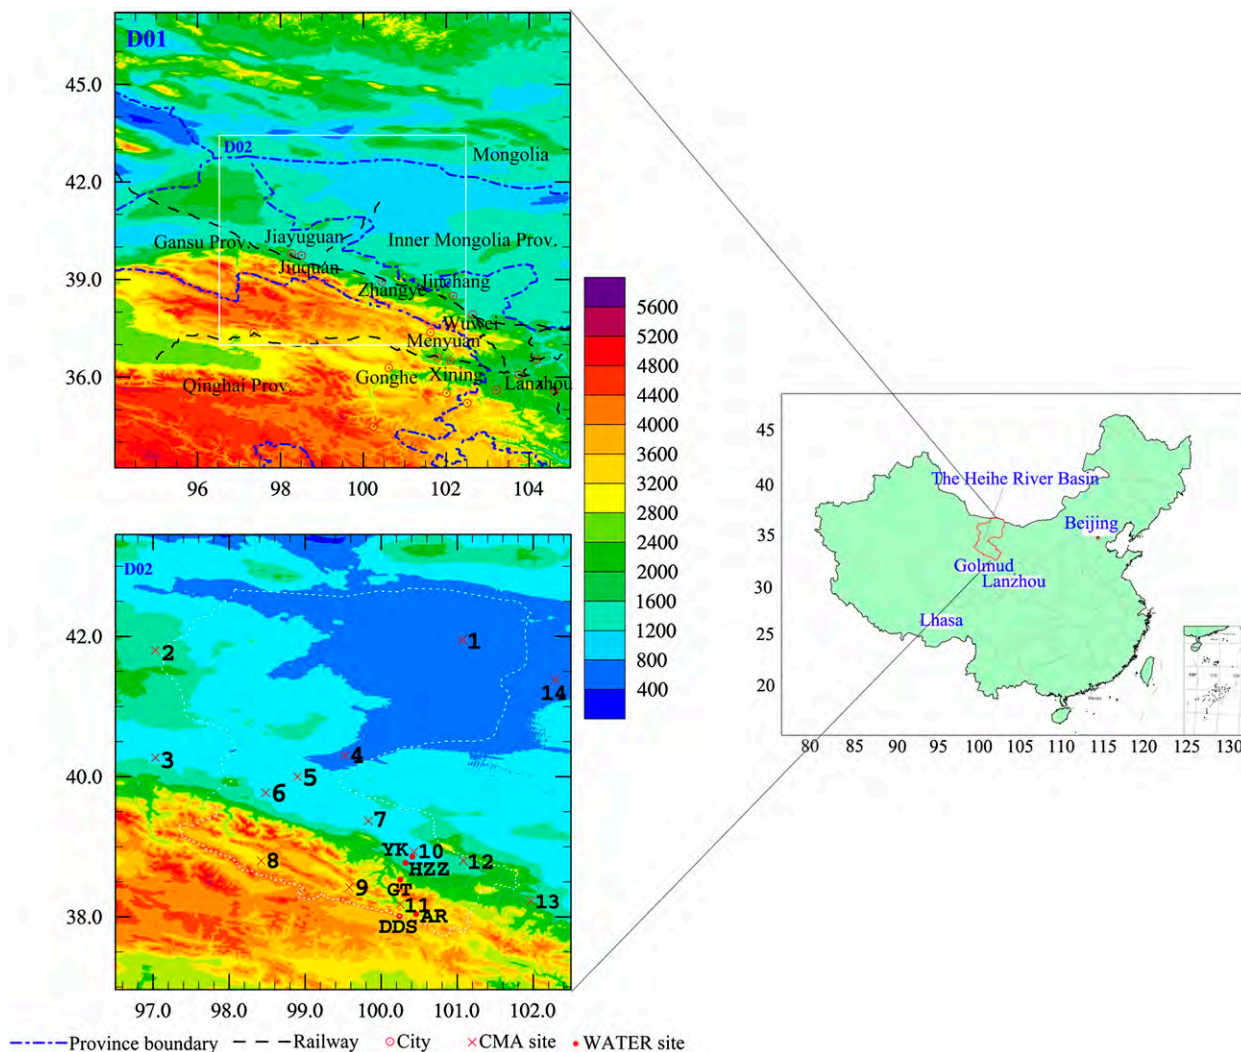 D01
45.0
42.0
39.0
36.0
D02
Mongolia
Gansu Prov.
Jiayuguan
Inner Mongolia Prov.
Jiuquan
Jinchang
Zhangye
Wuwei
Menyuan
Gonghe
Xining
Lanzhou
Qinghai Prov.
96 98 100 102 104
5600
5200
4800
4400
4000
3600
3200
2800
2400
2000
1600
1200
800
400
D02
42.0
40.0
38.0
1
2
14
3
4
5
6
7
YK
10
HZZ
8
12
9
GT
11
13
AR
DDS
97.0 98.0 99.0 100.0 101.0 102.0
45
40
35
30
25
20
The Heihe River Basin
Beijing
Golmud
Lanzhou
Lhasa
80 85 90 95 100 105 110 115 120 125 130
Province boundary Railway City CMA site WATER site